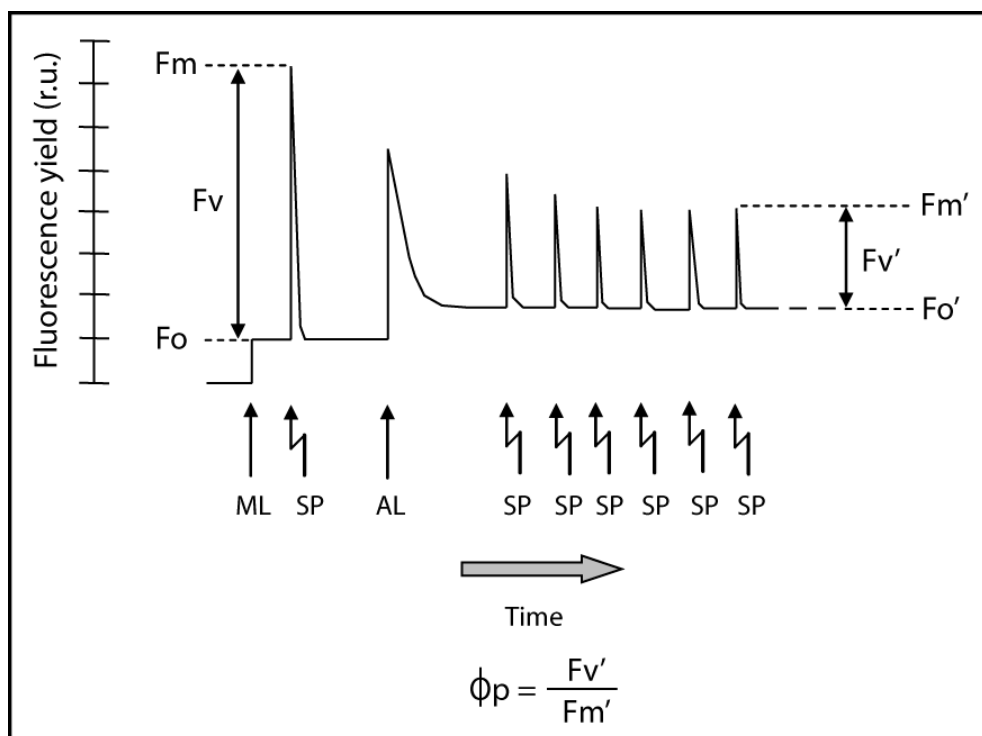 Fluorescence yield (r.u.)
Fm
Fv
Fo
Fm’
Fv’
Fo’
ML SP AL SP SP SP SP SP SP
Time
ϕp = Fv’
Fm’